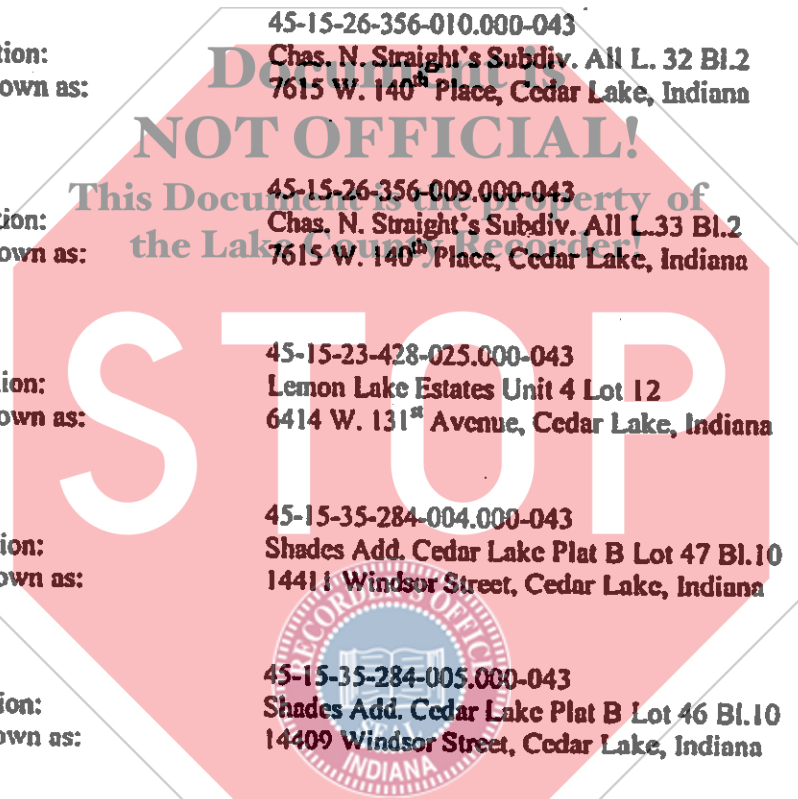 45-15-26-356-010.000-043
tion: Chas. N. Straight's Subdiv. All L. 32 Bl.2
own as: 7615 W. 140th Place, Cedar Lake, Indiana
Document is
NOT OFFICIAL!
This Document is the property of
the Lake County Recorder!
45-15-26-356-009.000-043
tion: Chas. N. Straight's Subdiv. All L.33 Bl.2
own as: 7615 W. 140th Place, Cedar Lake, Indiana
STOP
45-15-23-428-025.000-043
ion: Lemon Lake Estates Unit 4 Lot 12
own as: 6414 W. 131st Avenue, Cedar Lake, Indiana
45-15-35-284-004.000-043
ion: Shades Add. Cedar Lake Plat B Lot 47 Bl.10
own as: 14411 Windsor Street, Cedar Lake, Indiana
RECORDER'S OFFICE
SEAL
INDIANA
45-15-35-284-005.000-043
ion: Shades Add. Cedar Lake Plat B Lot 46 Bl.10
own as: 14409 Windsor Street, Cedar Lake, Indiana